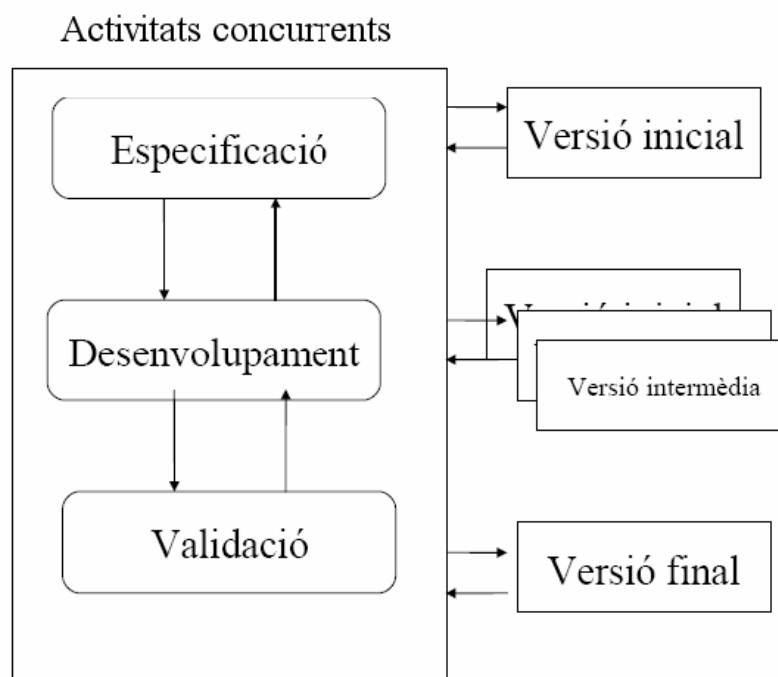 Activitats concurrents
Especificació
Versió inicial
Desenvolupament
Versió intermèdia
Validació
Versió final